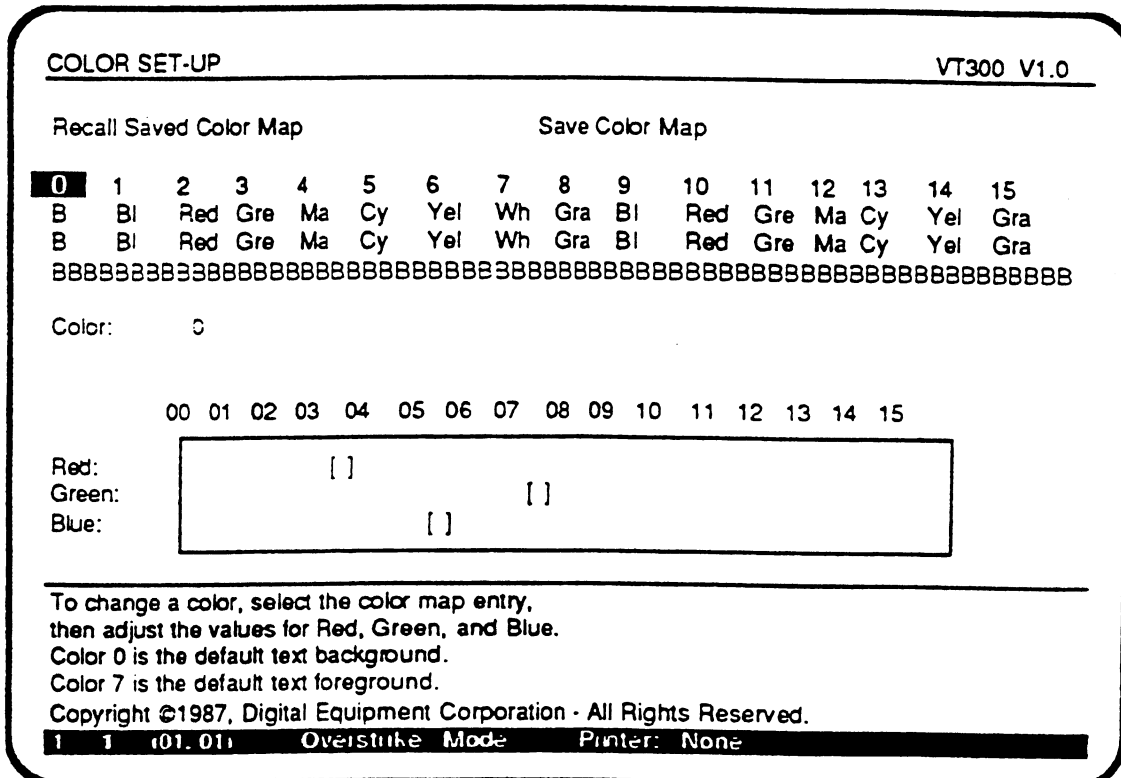 COLOR SET-UP VT300 V1.0
Recall Saved Color Map Save Color Map
0 1 2 3 4 5 6 7 8 9 10 11 12 13 14 15
B Bl Red Gre Ma Cy Yel Wh Gra Bl Red Gre Ma Cy Yel Gra
B Bl Red Gre Ma Cy Yel Wh Gra Bl Red Gre Ma Cy Yel Gra
BBBBBBBBBBBBBBBBBBBBBBBBBBBBBBBBBBBBBBBBBBBBBBBBBBBBBBBBBBBBBBBBBB
Color: 0
00 01 02 03 04 05 06 07 08 09 10 11 12 13 14 15
Red: [ ]
Green: [ ]
Blue: [ ]
To change a color, select the color map entry,
then adjust the values for Red, Green, and Blue.
Color 0 is the default text background.
Color 7 is the default text foreground.
Copyright ©1987, Digital Equipment Corporation - All Rights Reserved.
1 1 (01,01) Overstrike Mode Printer: None